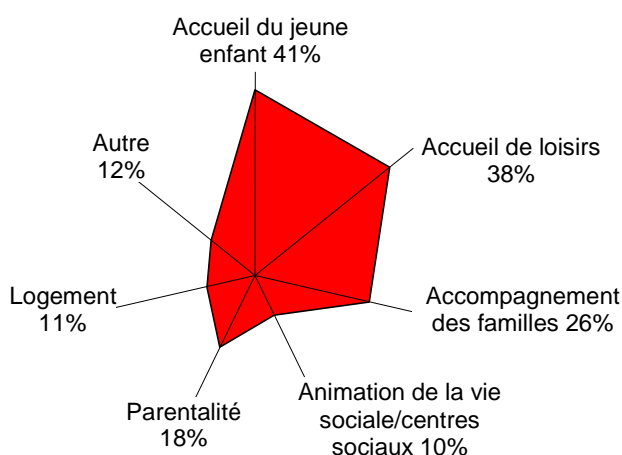 Accueil du jeune
enfant 41%
Accueil de loisirs
38%
Accompagnement
des familles 26%
Animation de la vie
sociale/centres
sociaux 10%
Parentalité
18%
Logement
11%
Autre
12%